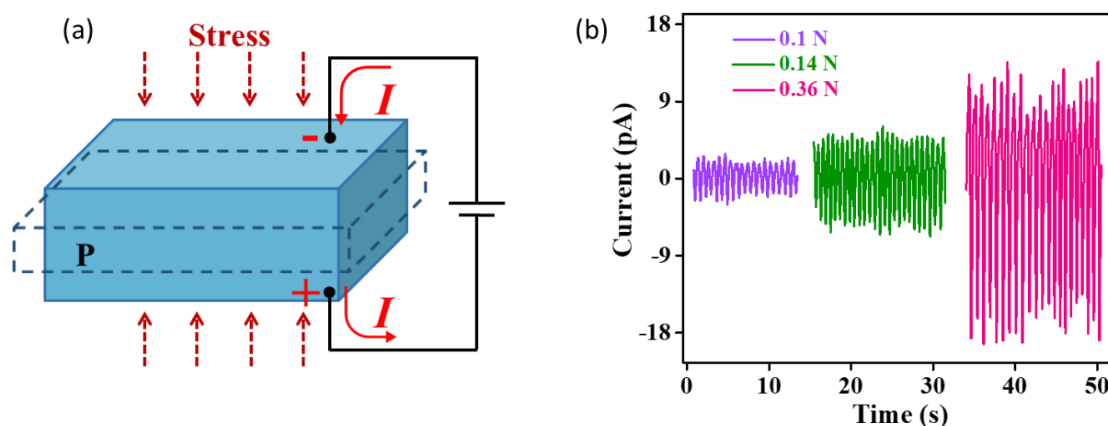 (a)
Stress
I
-
P
+
I
(b)
18
9
0
-9
-18
Current (pA)
0.1 N
0.14 N
0.36 N
0 10 20 30 40 50
Time (s)